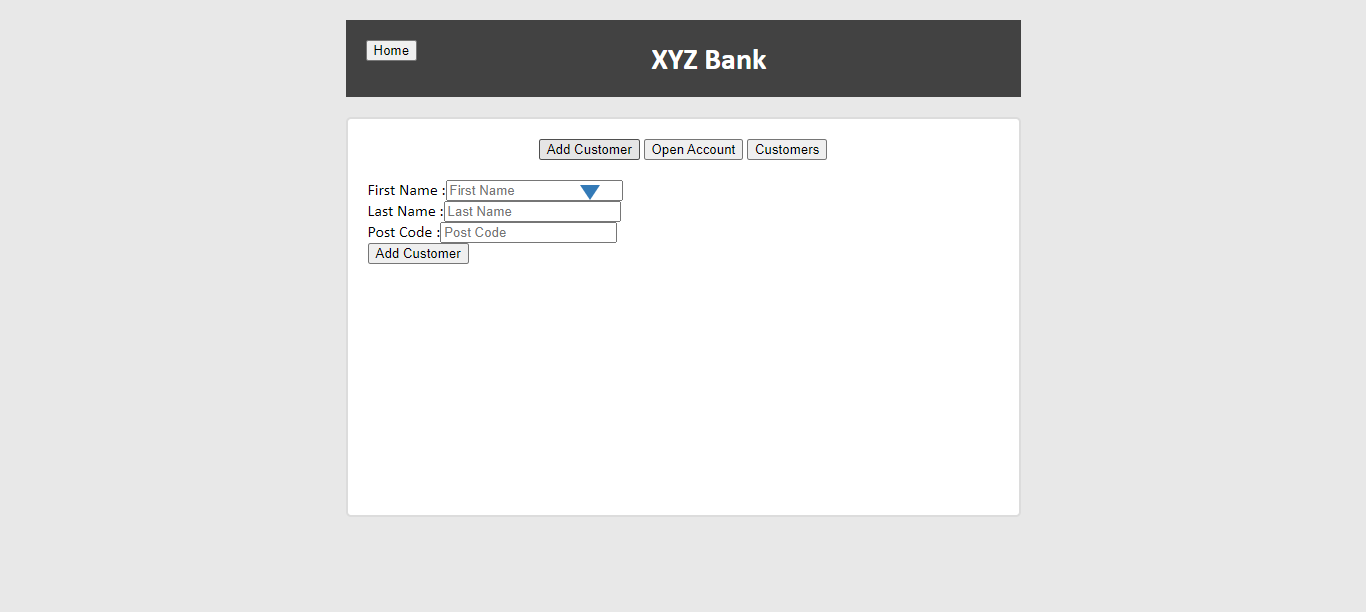 Home
XYZ Bank
Add Customer Open Account Customers
First Name : First Name
Last Name : Last Name
Post Code : Post Code
Add Customer